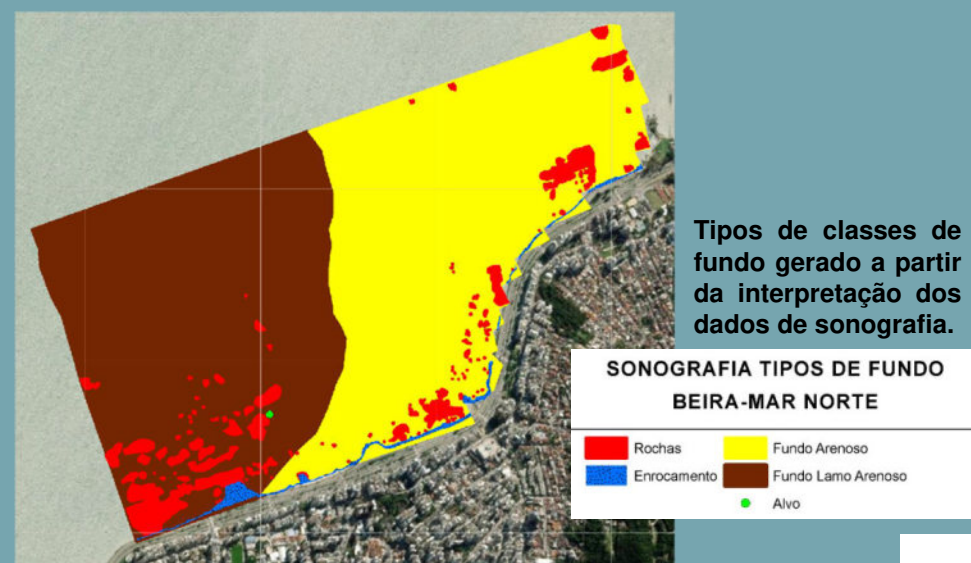 Tipos de classes de
fundo gerado a partir
da interpretação dos
dados de sonografia.
SONOGRAFIA TIPOS DE FUNDO
BEIRA-MAR NORTE
Rochas
Fundo Arenoso
Enrocamento
Fundo Lamo Arenoso
Alvo